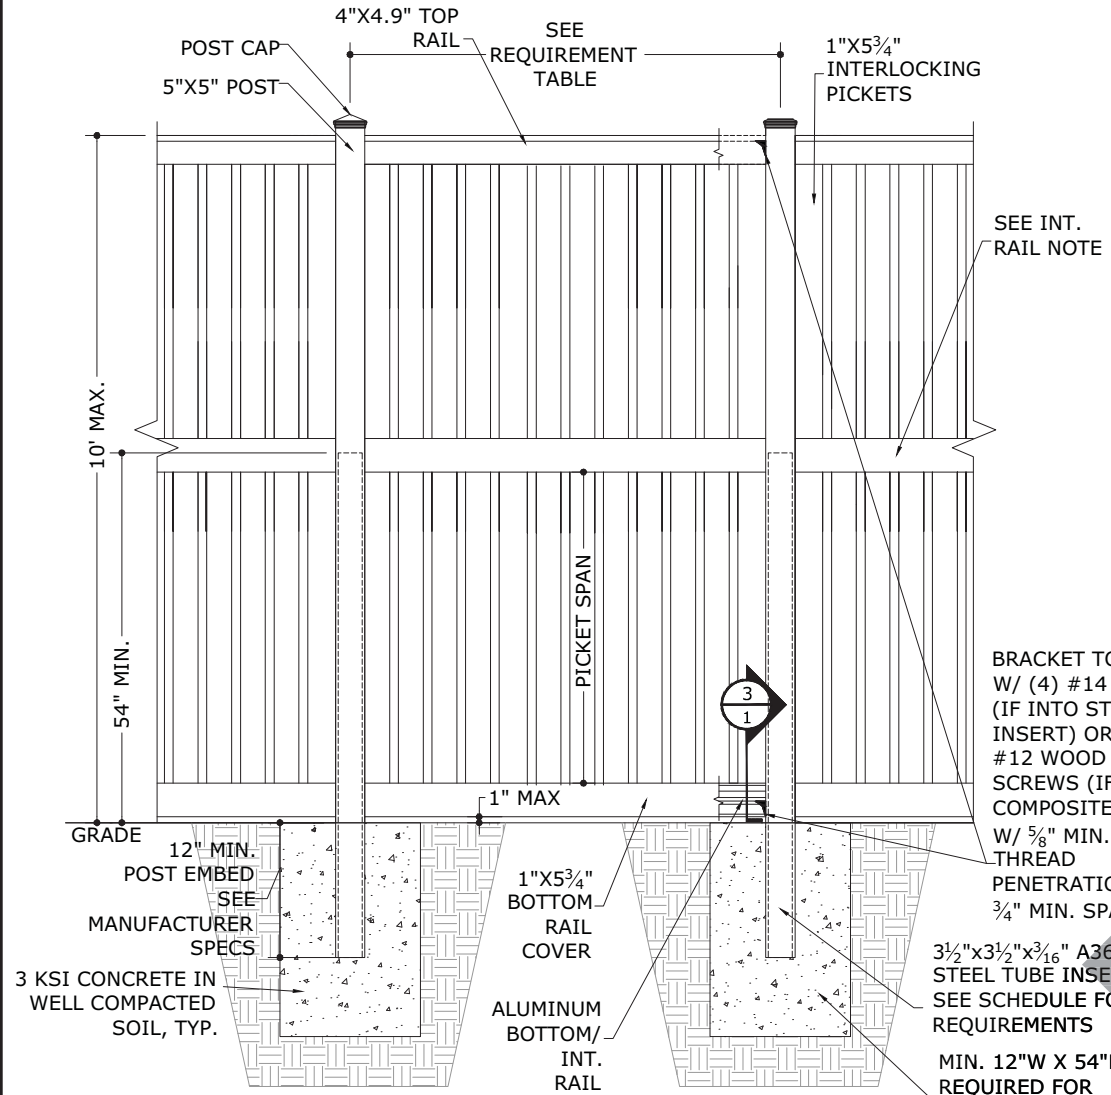 4"X4.9" TOP
RAIL
SEE
REQUIREMENT
TABLE
POST CAP
5"X5" POST
1"X5¾"
INTERLOCKING
PICKETS
SEE INT.
RAIL NOTE
10' MAX.
54" MIN.
PICKET SPAN
3
1
BRACKET TO
W/ (4) #14
(IF INTO
INSERT) OR
#12 WOOD
SCREWS (IF
COMPOSITE
W/ ⅝" MIN.
THREAD
¾" MIN.
1" MAX
GRADE
12" MIN.
POST EMBED
SEE
MANUFACTURER
SPECS
1"X5¾"
BOTTOM
RAIL
COVER
3 KSI CONCRETE IN
WELL COMPACTED
SOIL, TYP.
ALUMINUM
BOTTOM/
INT.
RAIL
3½"x3½"x3⁄16" A36
STEEL TUBE
SEE SCHEDULE
REQUIREMENTS
MIN. 12"W X 54"
REQUIRED FOR